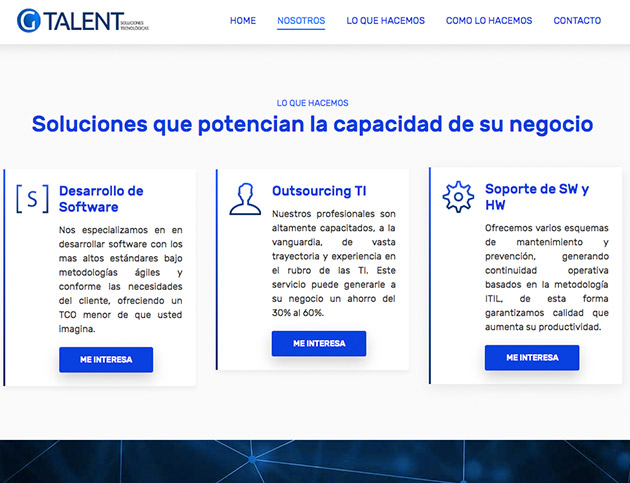 G TALENT SOLUCIONES TECNOLÓGICAS
HOME NOSOTROS LO QUE HACEMOS COMO LO HACEMOS CONTACTO
LO QUE HACEMOS
Soluciones que potencian la capacidad de su negocio
[S]
Desarrollo de
Software
Nos especializamos en en
desarrollar software con los
mas altos estándares bajo
metodologías ágiles y
conforme las necesidades
del cliente, ofreciendo un
TCO menor de que usted
imagina.
ME INTERESA
Outsourcing TI
Nuestros profesionales son
altamente capacitados, a la
vanguardia, de vasta
trayectoria y experiencia en
el rubro de las TI. Este
servicio puede generarle a
su negocio un ahorro del
30% al 60%.
ME INTERESA
Soporte de SW y
HW
Ofrecemos varios esquemas
de mantenimiento y
prevención, generando
continuidad operativa
basados en la metodología
ITIL, de esta forma
garantizamos calidad que
aumenta su productividad.
ME INTERESA